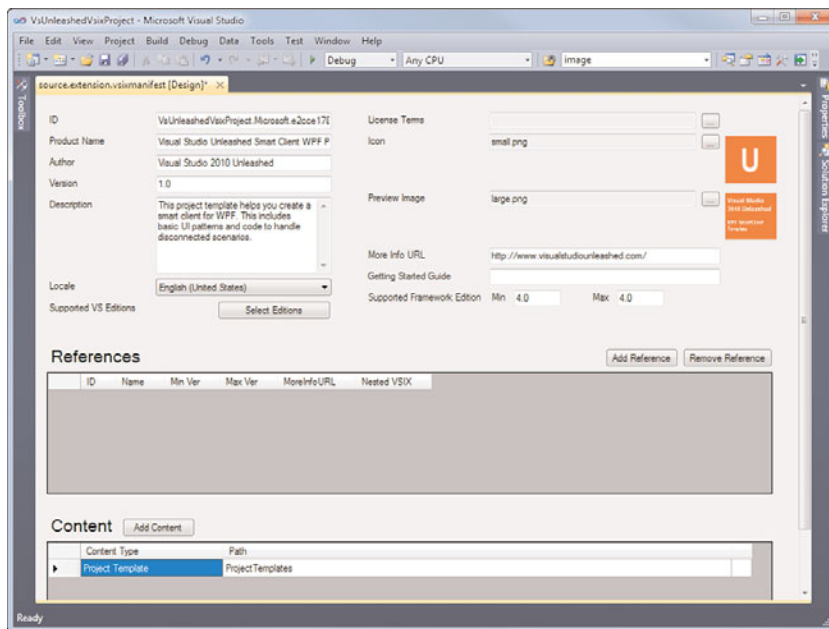 VsUnleashedVsixProject - Microsoft Visual Studio
File Edit View Project Build Debug Data Tools Test Window Help
Debug Any CPU image
source.extension.vsixmanifest [Design]*
Toolbox
Properties
Solution Explorer
ID VsUnleashedVsixProject.Microsoft.e2cce17
Product Name Visual Studio Unleashed Smart Client WPF P
Author Visual Studio 2010 Unleashed
Version 1.0
Description This project template helps you create a
smart client for WPF. This includes
basic UI patterns and code to handle
disconnected scenarios.
Locale English (United States)
Supported VS Editions Select Editions
License Terms ...
Icon small.png ...
U
Preview Image large.png ...
Visual Studio
2010 Unleashed
Template
More Info URL http://www.visualstudiounleashed.com/
Getting Started Guide
Supported Framework Edition Min 4.0 Max 4.0
References Add Reference Remove Reference
ID Name Min Ver Max Ver MoreInfoURL Nested VSIX
Content Add Content
Content Type Path
Project Template ProjectTemplates
Ready